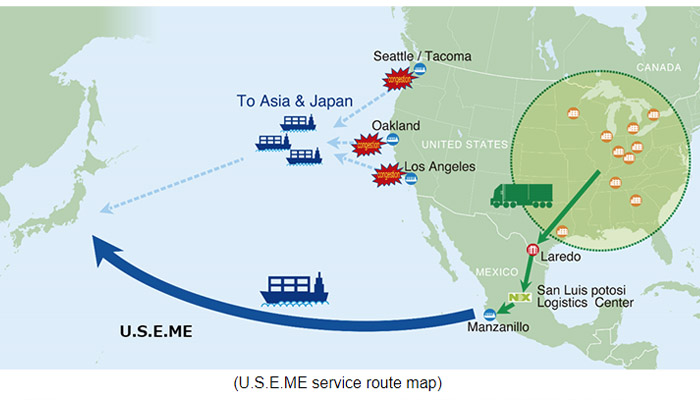 CANADA
Seattle / Tacoma
congestion
To Asia & Japan
Oakland
congestion
UNITED STATES
Los Angeles
congestion
Laredo
MEXICO
San Luis potosi
Logistics Center
NX
Manzanillo
U.S.E.ME
(U.S.E.ME service route map)